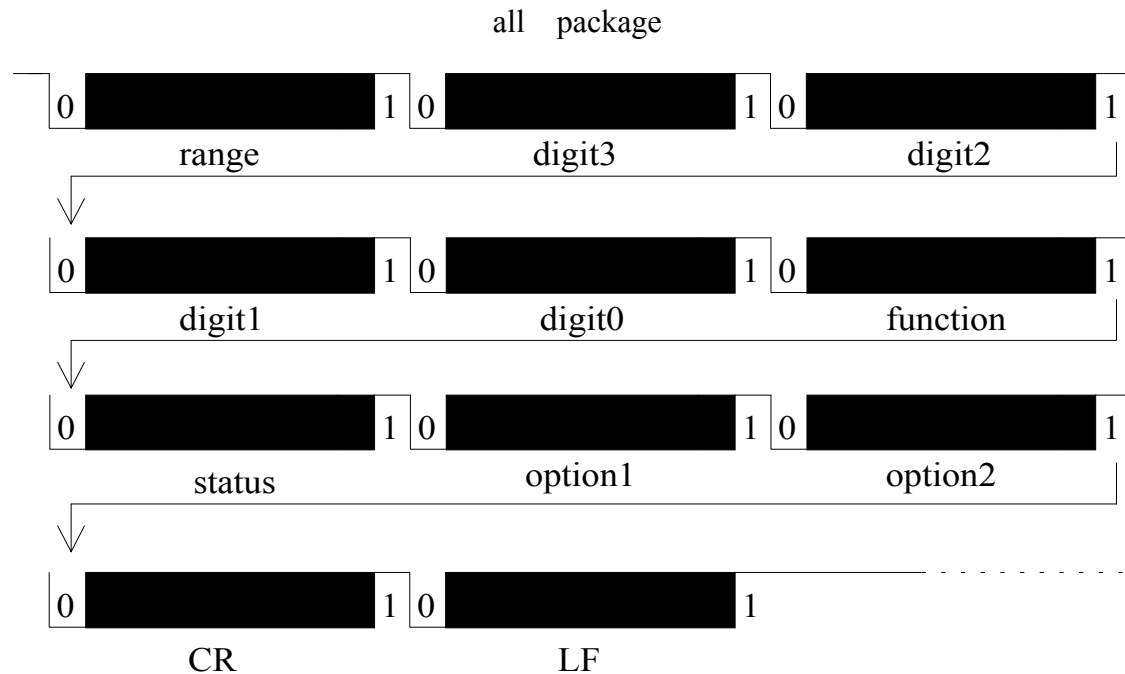 all package
0 1 0 1 0 1
range digit3 digit2
0 1 0 1 0 1
digit1 digit0 function
0 1 0 1 0 1
status option1 option2
0 1 0 1
CR LF